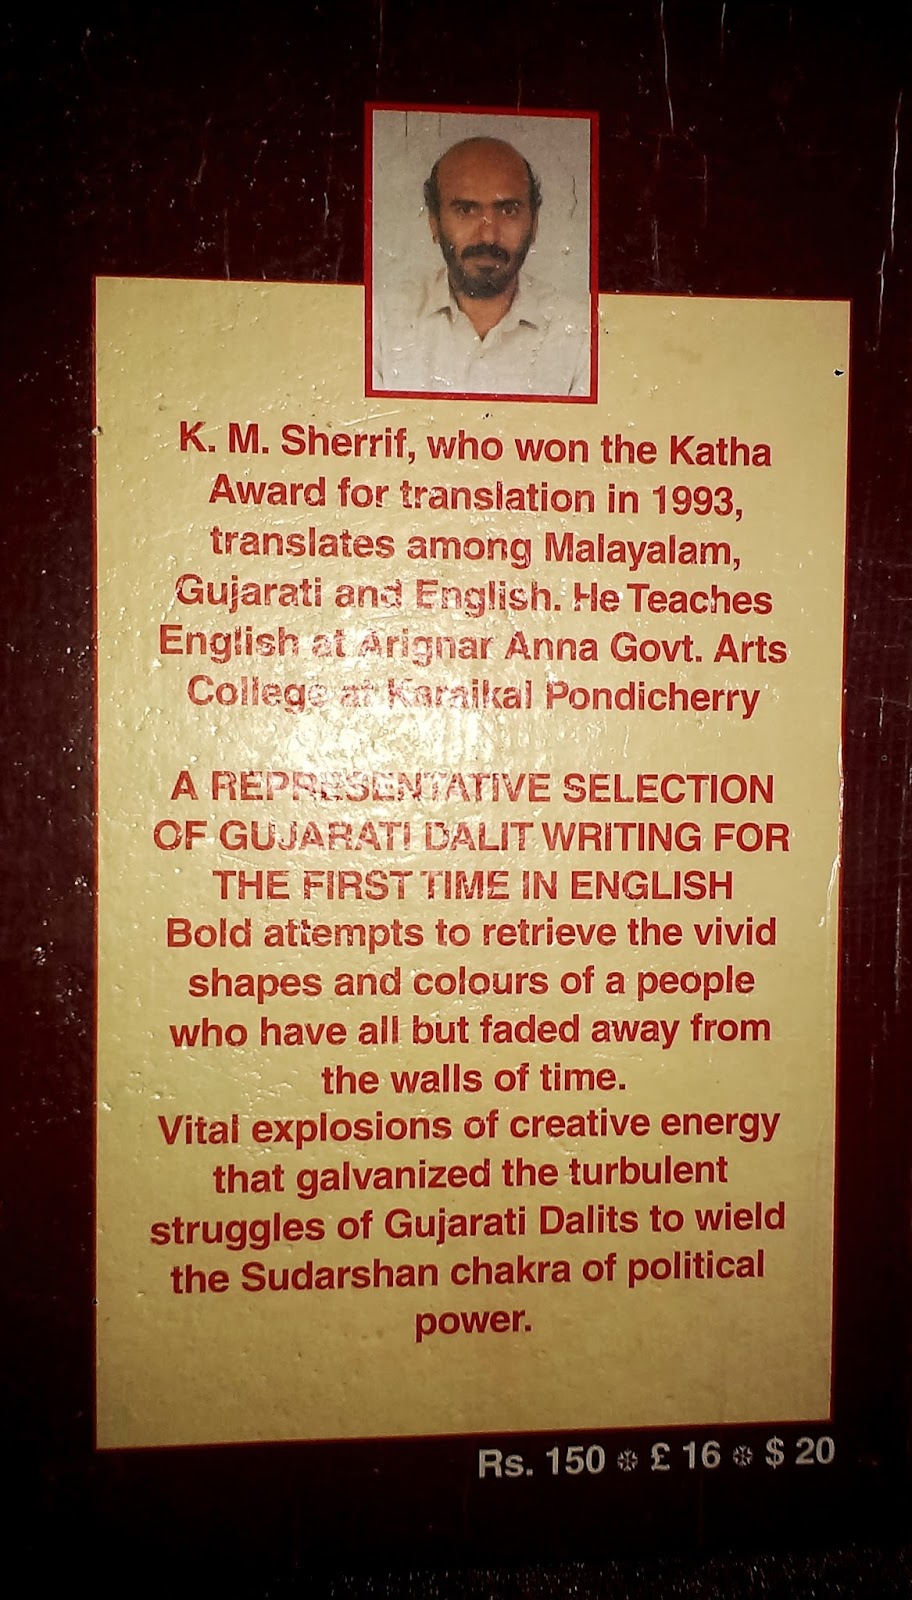 K. M. Sherrif, who won the Katha
Award for translation in 1993,
translates among Malayalam,
Gujarati and English. He Teaches
English at Arignar Anna Govt. Arts
College at Karaikal Pondicherry
A REPRESENTATIVE SELECTION
OF GUJARATI DALIT WRITING FOR
THE FIRST TIME IN ENGLISH
Bold attempts to retrieve the vivid
shapes and colours of a people
who have all but faded away from
the walls of time.
Vital explosions of creative energy
that galvanized the turbulent
struggles of Gujarati Dalits to wield
the Sudarshan chakra of political
power.
Rs. 150 ❄ £ 16 ❄ $ 20